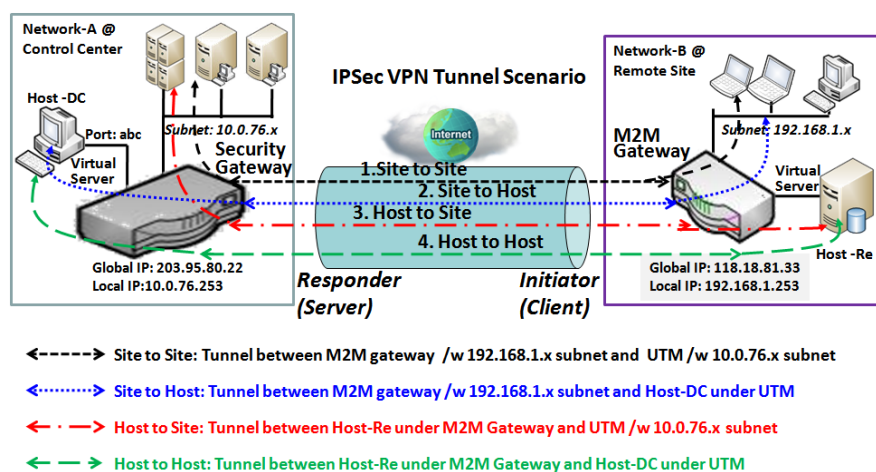 Network-A @
Control Center
Host -DC
Port: abc
Virtual
Server
Subnet: 10.0.76.x
Security
Gateway
Global IP: 203.95.80.22
Local IP:10.0.76.253
IPSec VPN Tunnel Scenario
Internet
1.Site to Site
2. Site to Host
3. Host to Site
4. Host to Host
Responder
(Server)
Initiator
(Client)
Network-B @
Remote Site
Subnet: 192.168.1.x
M2M
Gateway
Virtual
Server
Host -Re
Global IP: 118.18.81.33
Local IP: 192.168.1.253
Site to Site: Tunnel between M2M gateway /w 192.168.1.x subnet and UTM /w 10.0.76.x subnet
Site to Host: Tunnel between M2M gateway /w 192.168.1.x subnet and Host-DC under UTM
Host to Site: Tunnel between Host-Re under M2M Gateway and UTM /w 10.0.76.x subnet
Host to Host: Tunnel between Host-Re under M2M Gateway and Host-DC under UTM